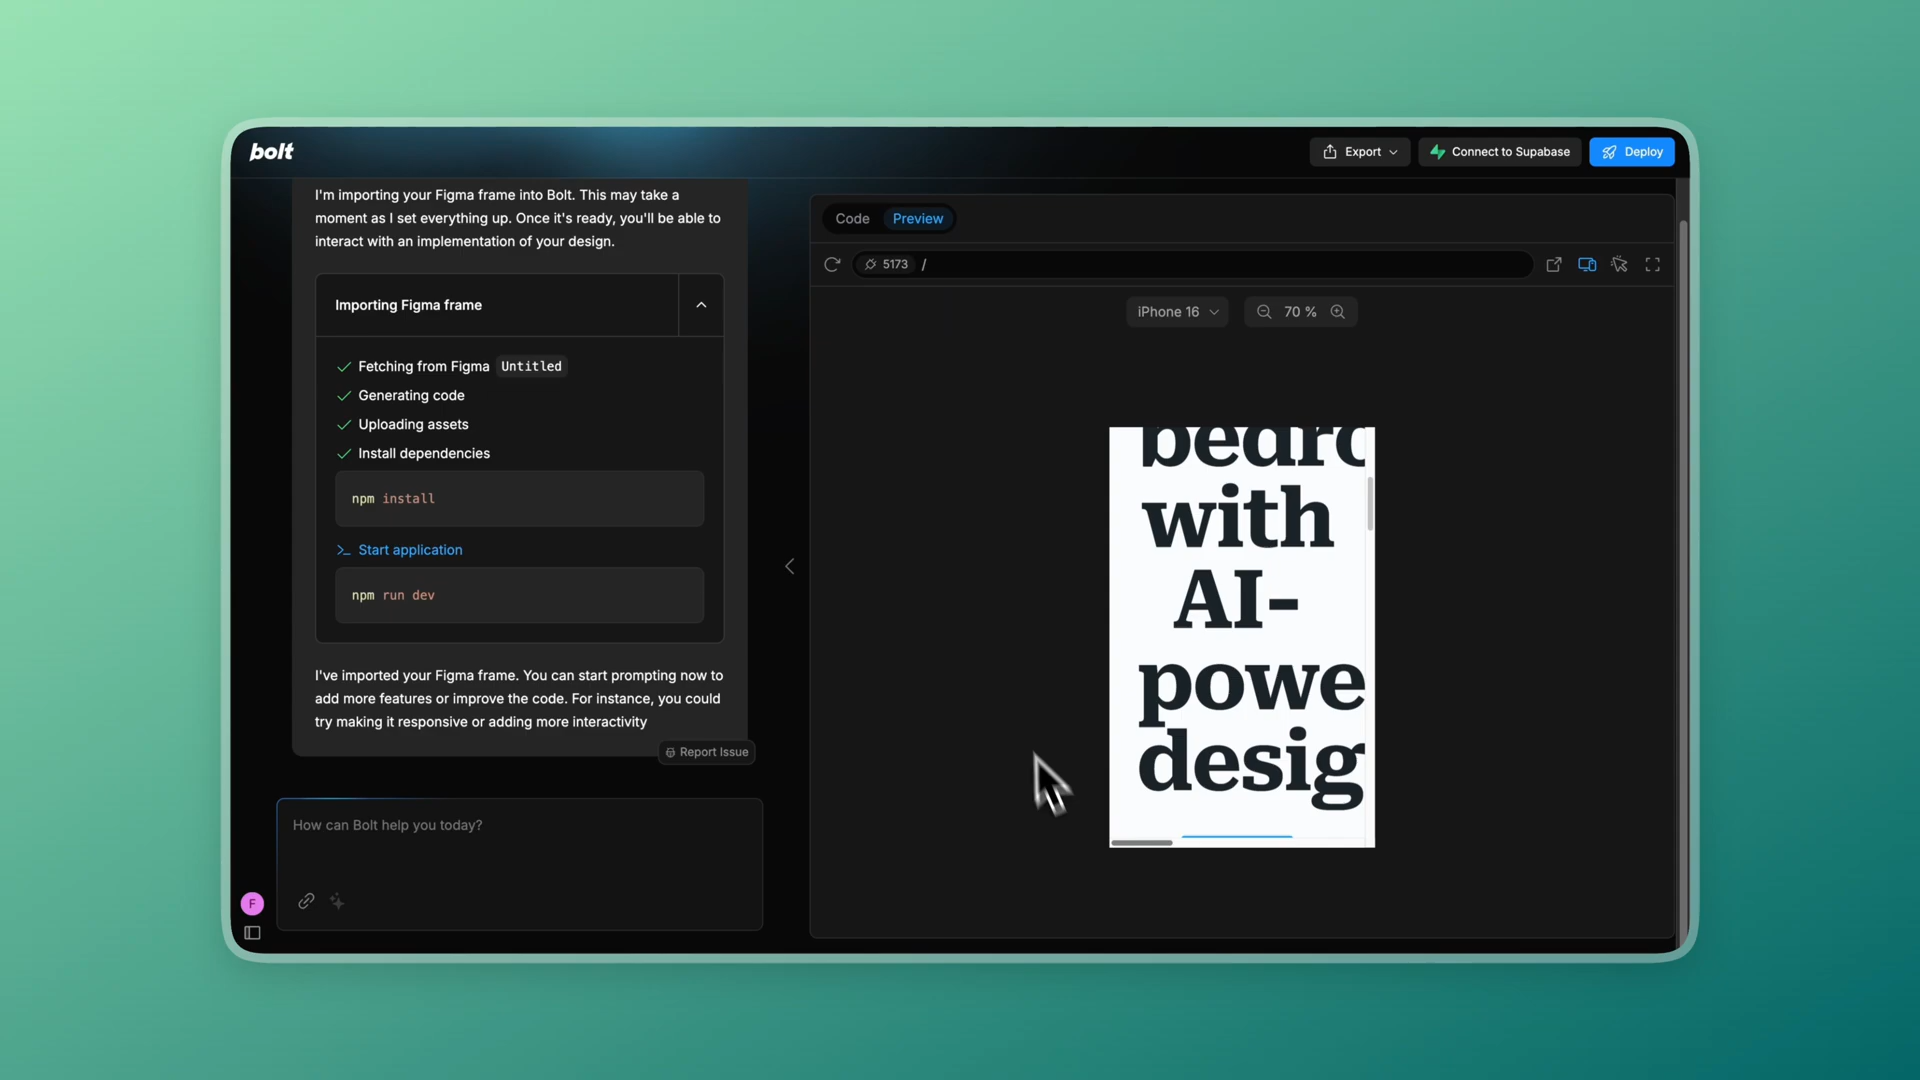 bolt
Export
Connect to Supabase
Deploy
I'm importing your Figma frame into Bolt. This may take a
moment as I set everything up. Once it's ready, you'll be able to
interact with an implementation of your design.
Importing Figma frame
Fetching from Figma Untitled
Generating code
Uploading assets
Install dependencies
npm install
Start application
npm run dev
I've imported your Figma frame. You can start prompting now to
add more features or improve the code. For instance, you could
try making it responsive or adding more interactivity
Report Issue
How can Bolt help you today?
F
Code
Preview
5173 /
iPhone 16
70 %
bedro
with
AI-
powe
desig